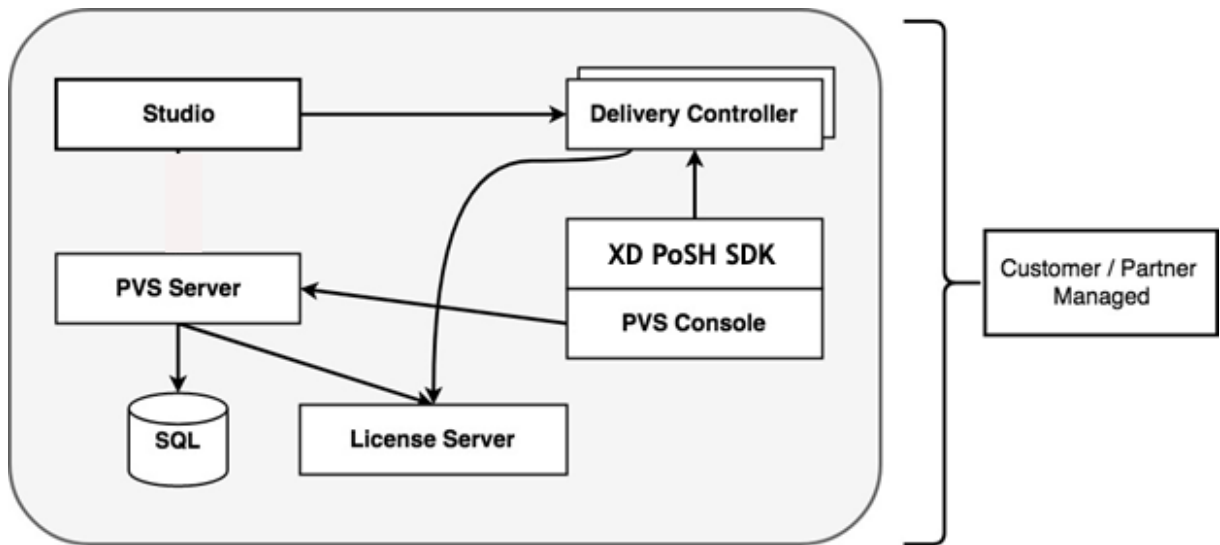 Studio
Delivery Controller
XD PoSH SDK
PVS Server
PVS Console
Customer / Partner
Managed
SQL
License Server